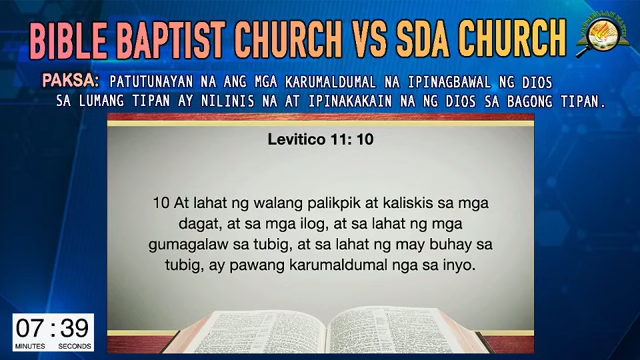 BIBLE BAPTIST CHURCH VS SDA CHURCH
PAKSA: PATUTUNAYAN NA ANG MGA KARUMALDUMAL NA IPINAGBAWAL NG DIOS
SA LUMANG TIPAN AY NILINIS NA AT IPINAKAKAIN NA NG DIOS SA BAGONG TIPAN.
Levitico 11: 10
10 At lahat ng walang palikpik at kaliskis sa mga
dagat, at sa mga ilog, at sa lahat ng mga
gumagalaw sa tubig, at sa lahat ng may buhay sa
tubig, ay pawang karumaldumal nga sa inyo.
07 : 39
MINUTES SECONDS